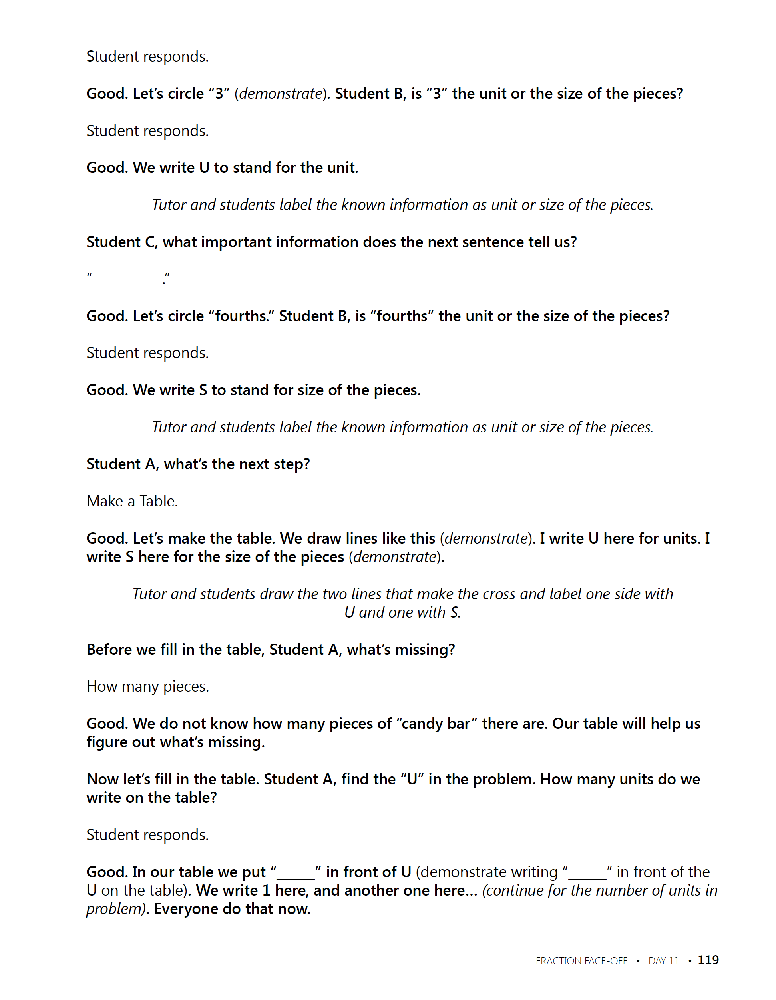 Student responds.
Good. Let’s circle “3” (demonstrate). Student B, is “3” the unit or the size of the pieces?
Student responds.
Good. We write U to stand for the unit.
Tutor and students label the known information as unit or size of the pieces.
Student C, what important information does the next sentence tell us?
“___________.”
Good. Let’s circle “fourths.” Student B, is “fourths” the unit or the size of the pieces?
Student responds.
Good. We write S to stand for size of the pieces.
Tutor and students label the known information as unit or size of the pieces.
Student A, what’s the next step?
Make a Table.
Good. Let’s make the table. We draw lines like this (demonstrate). I write U here for units. I
write S here for the size of the pieces (demonstrate).
Tutor and students draw the two lines that make the cross and label one side with
U and one with S.
Before we fill in the table, Student A, what’s missing?
How many pieces.
Good. We do not know how many pieces of “candy bar” there are. Our table will help us
figure out what’s missing.
Now let’s fill in the table. Student A, find the “U” in the problem. How many units do we
write on the table?
Student responds.
Good. In our table we put “______” in front of U (demonstrate writing “______” in front of the
U on the table). We write 1 here, and another one here… (continue for the number of units in
problem). Everyone do that now.
FRACTION FACE-OFF • DAY 11 • 119